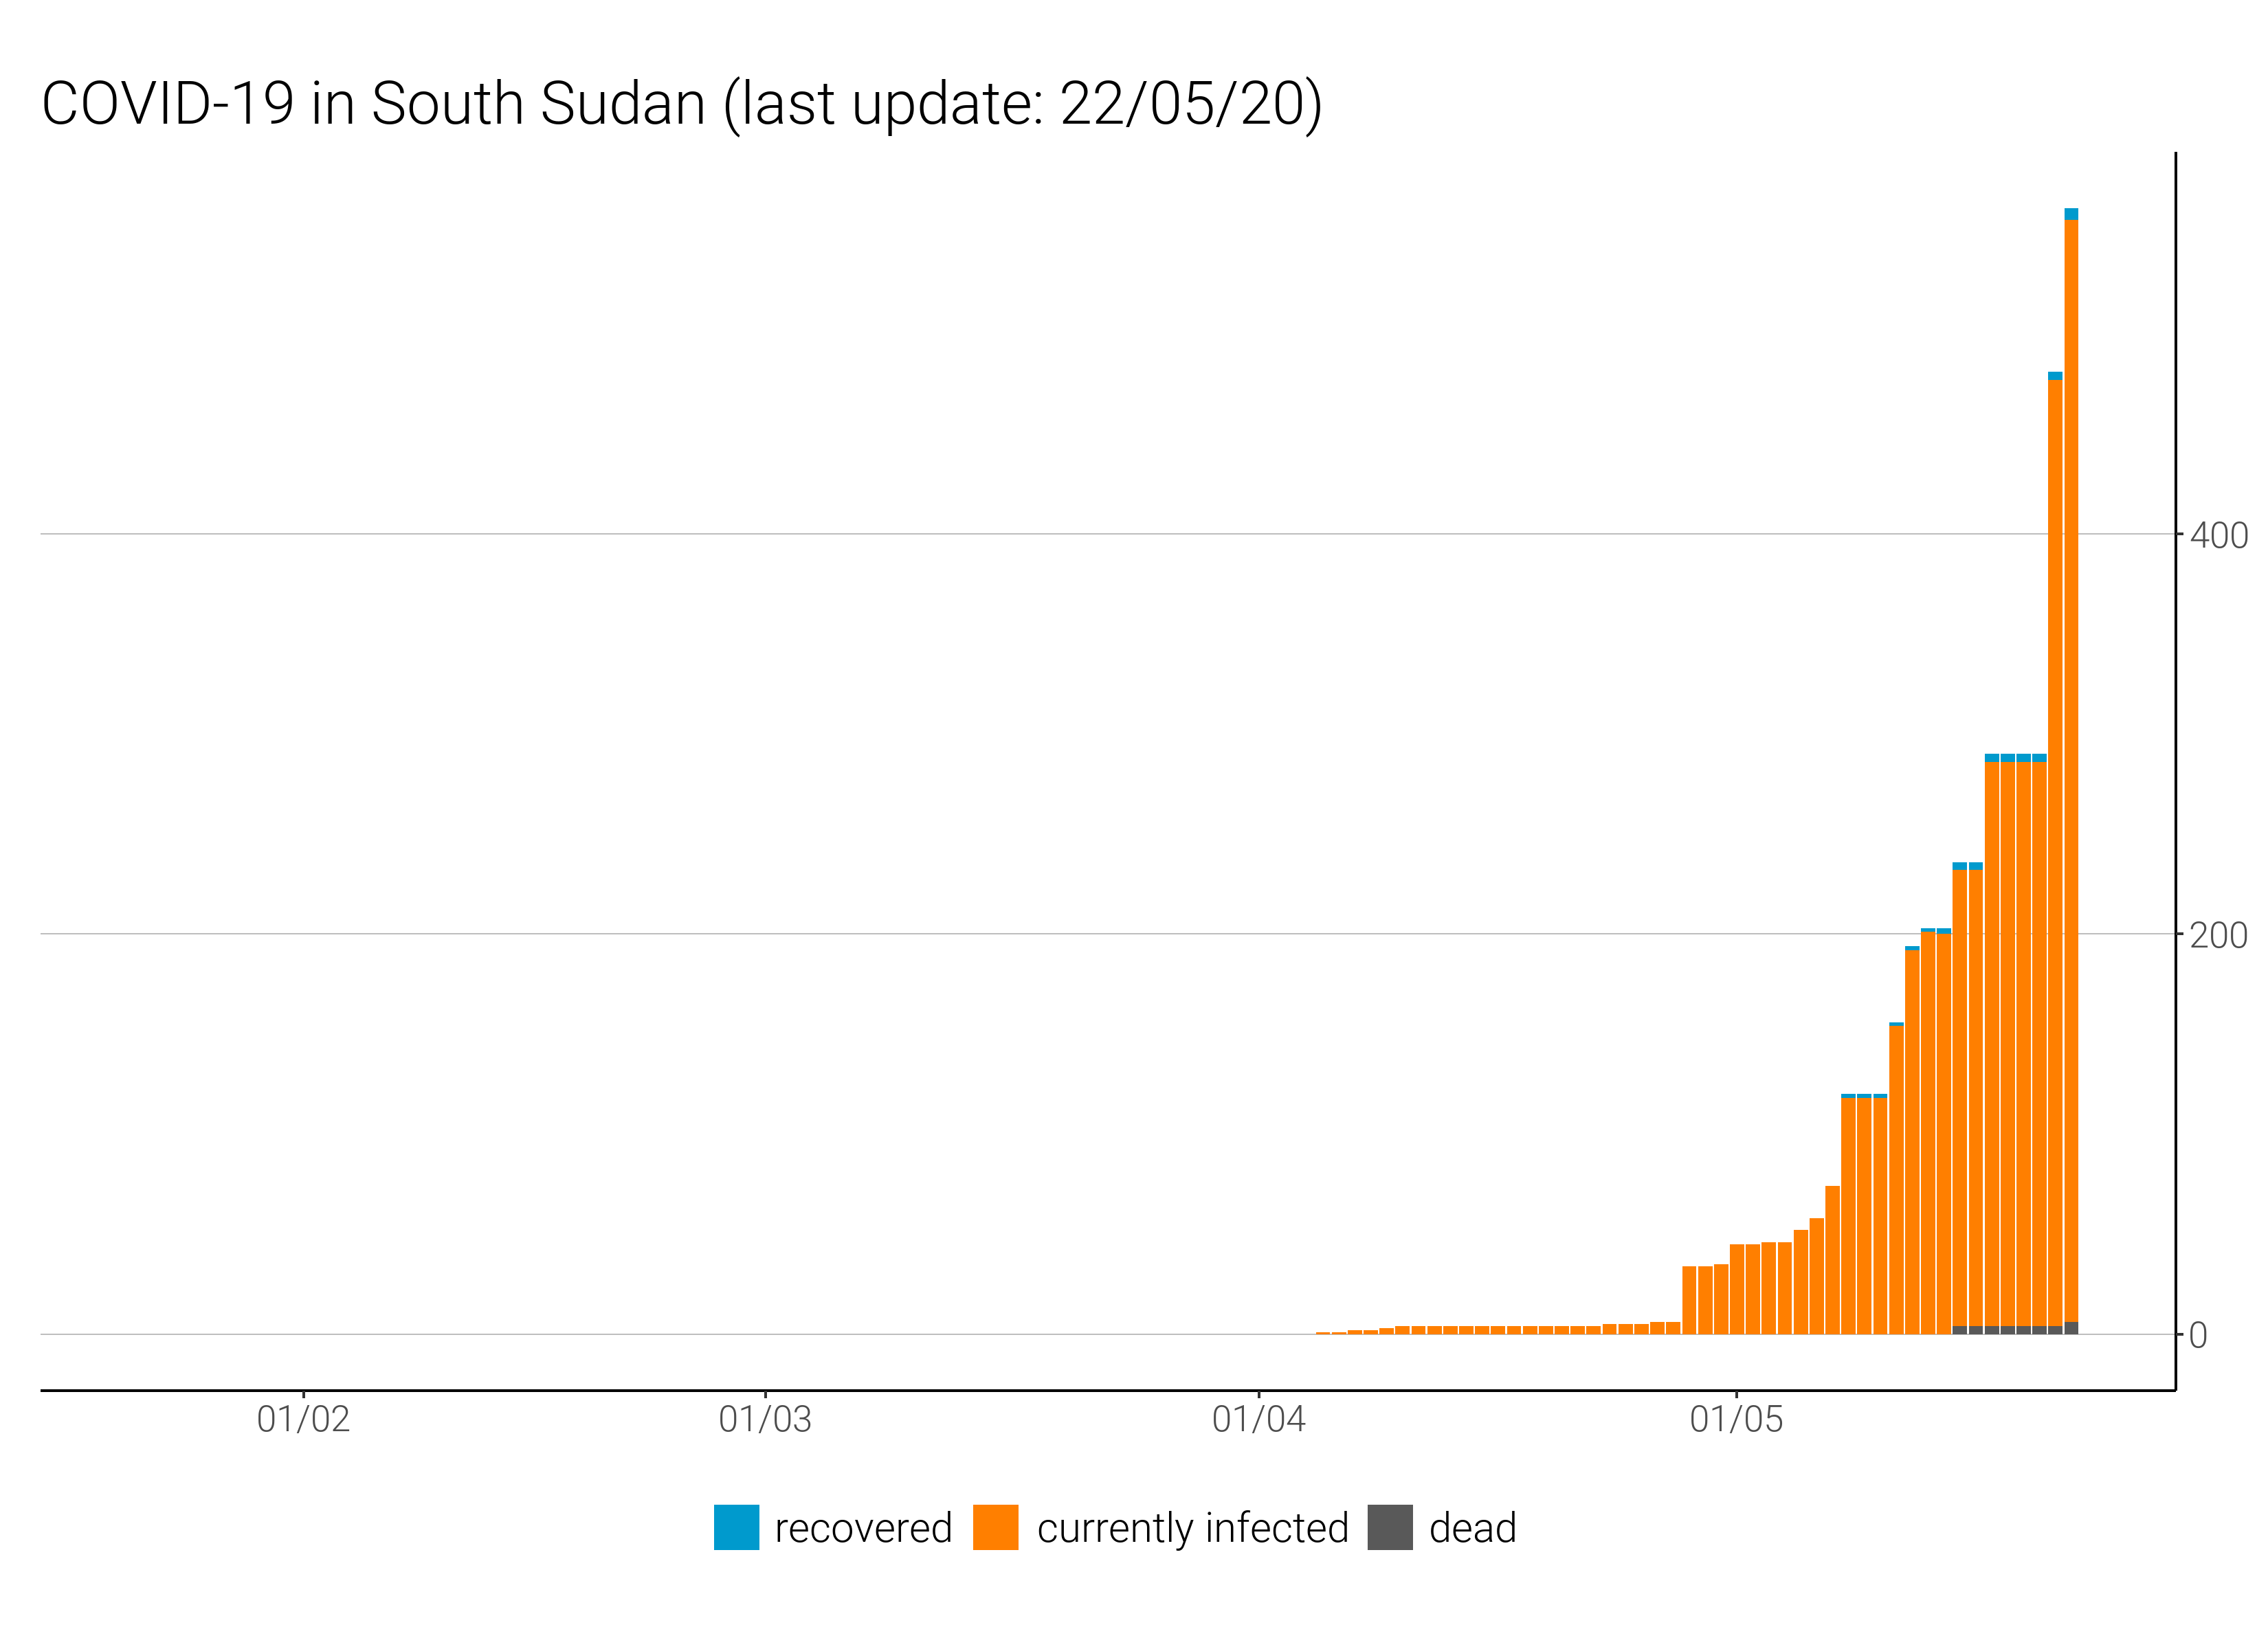 COVID-19 in South Sudan (last update: 22/05/20)
400
200
0
01/02 01/03 01/04 01/05
recovered currently infected dead